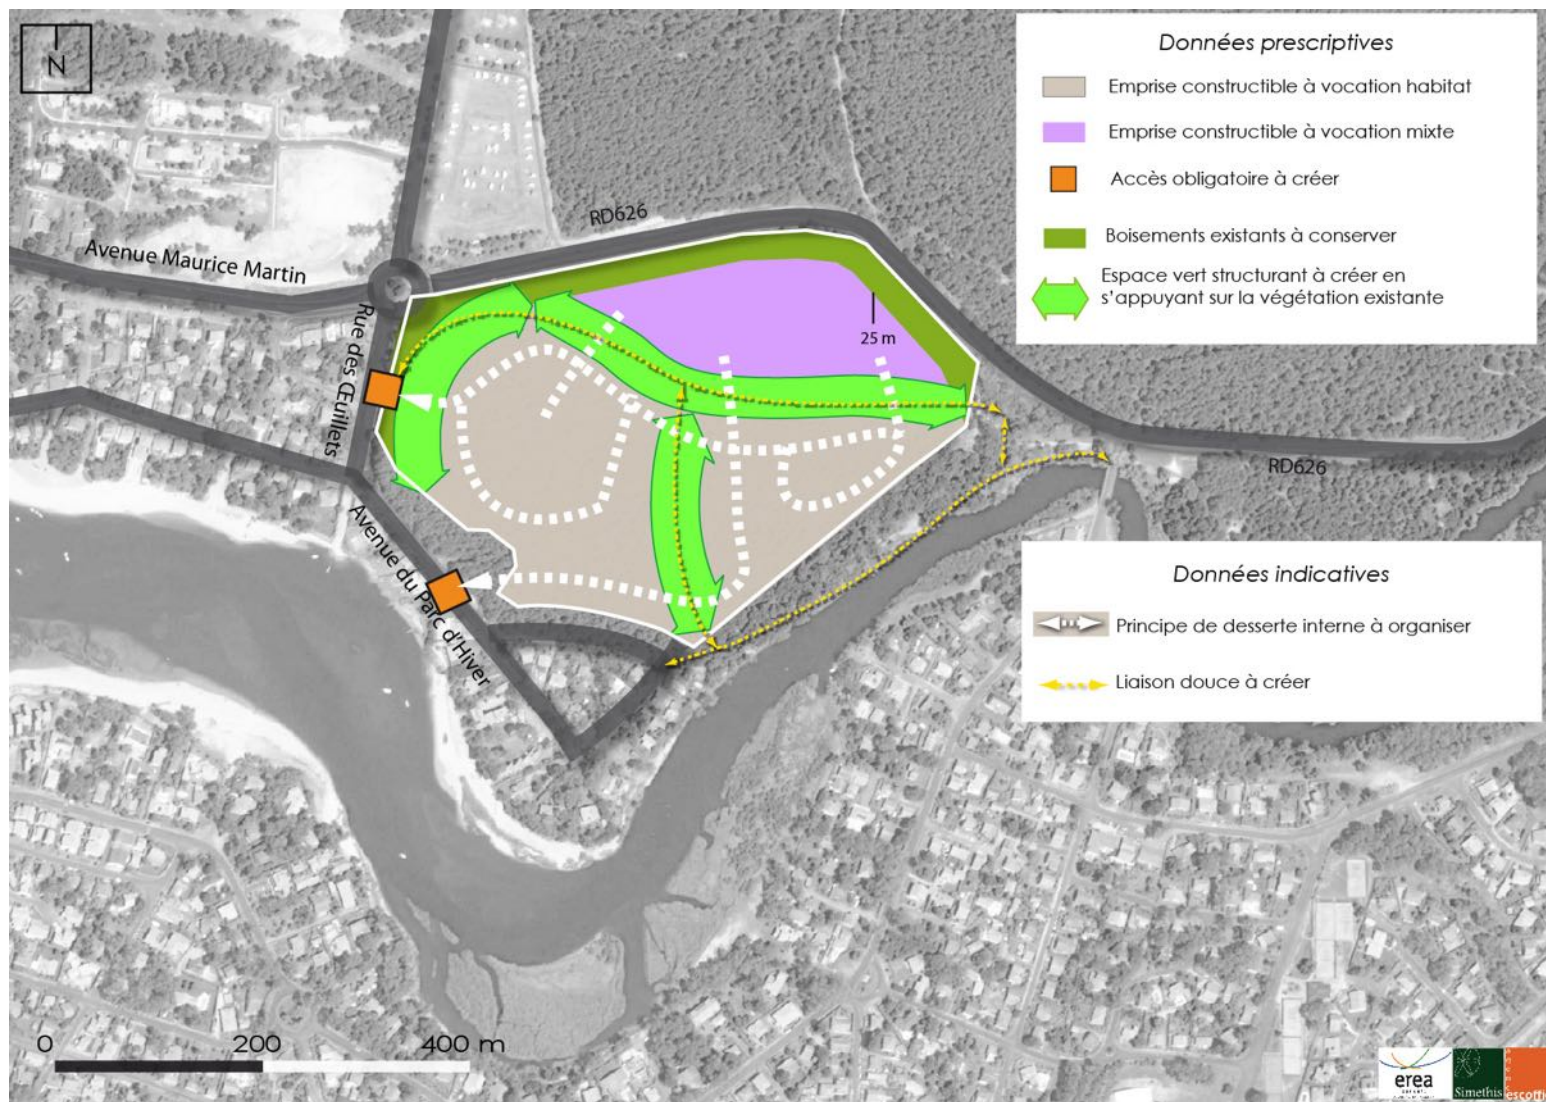 N
Données prescriptives
Emprise constructible à vocation habitat
Emprise constructible à vocation mixte
Accès obligatoire à créer
Boisements existants à conserver
Espace vert structurant à créer en
s'appuyant sur la végétation existante
RD626
Avenue Maurice Martin
Rue des Œuillets
25 m
RD626
Avenue du Parc d'Hiver
Données indicatives
Principe de desserte interne à organiser
Liaison douce à créer
0 200 400 m
erea
Simethis
escoffi